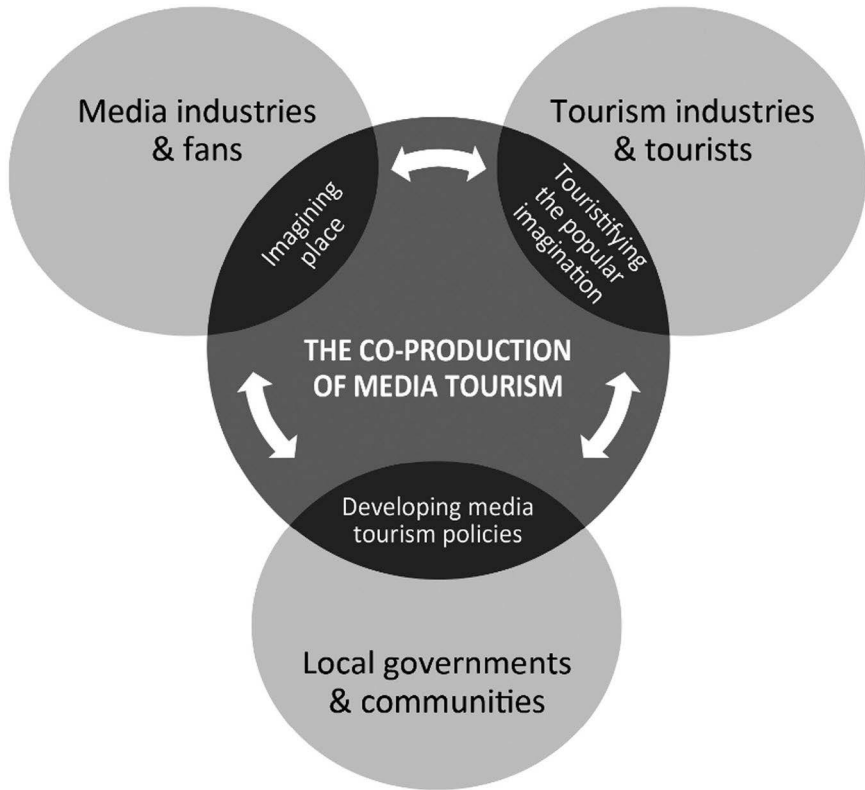 Media industries
& fans
Tourism industries
& tourists
Imagining
place
Touristifying
the popular
imagination
THE CO-PRODUCTION
OF MEDIA TOURISM
Developing media
tourism policies
Local governments
& communities